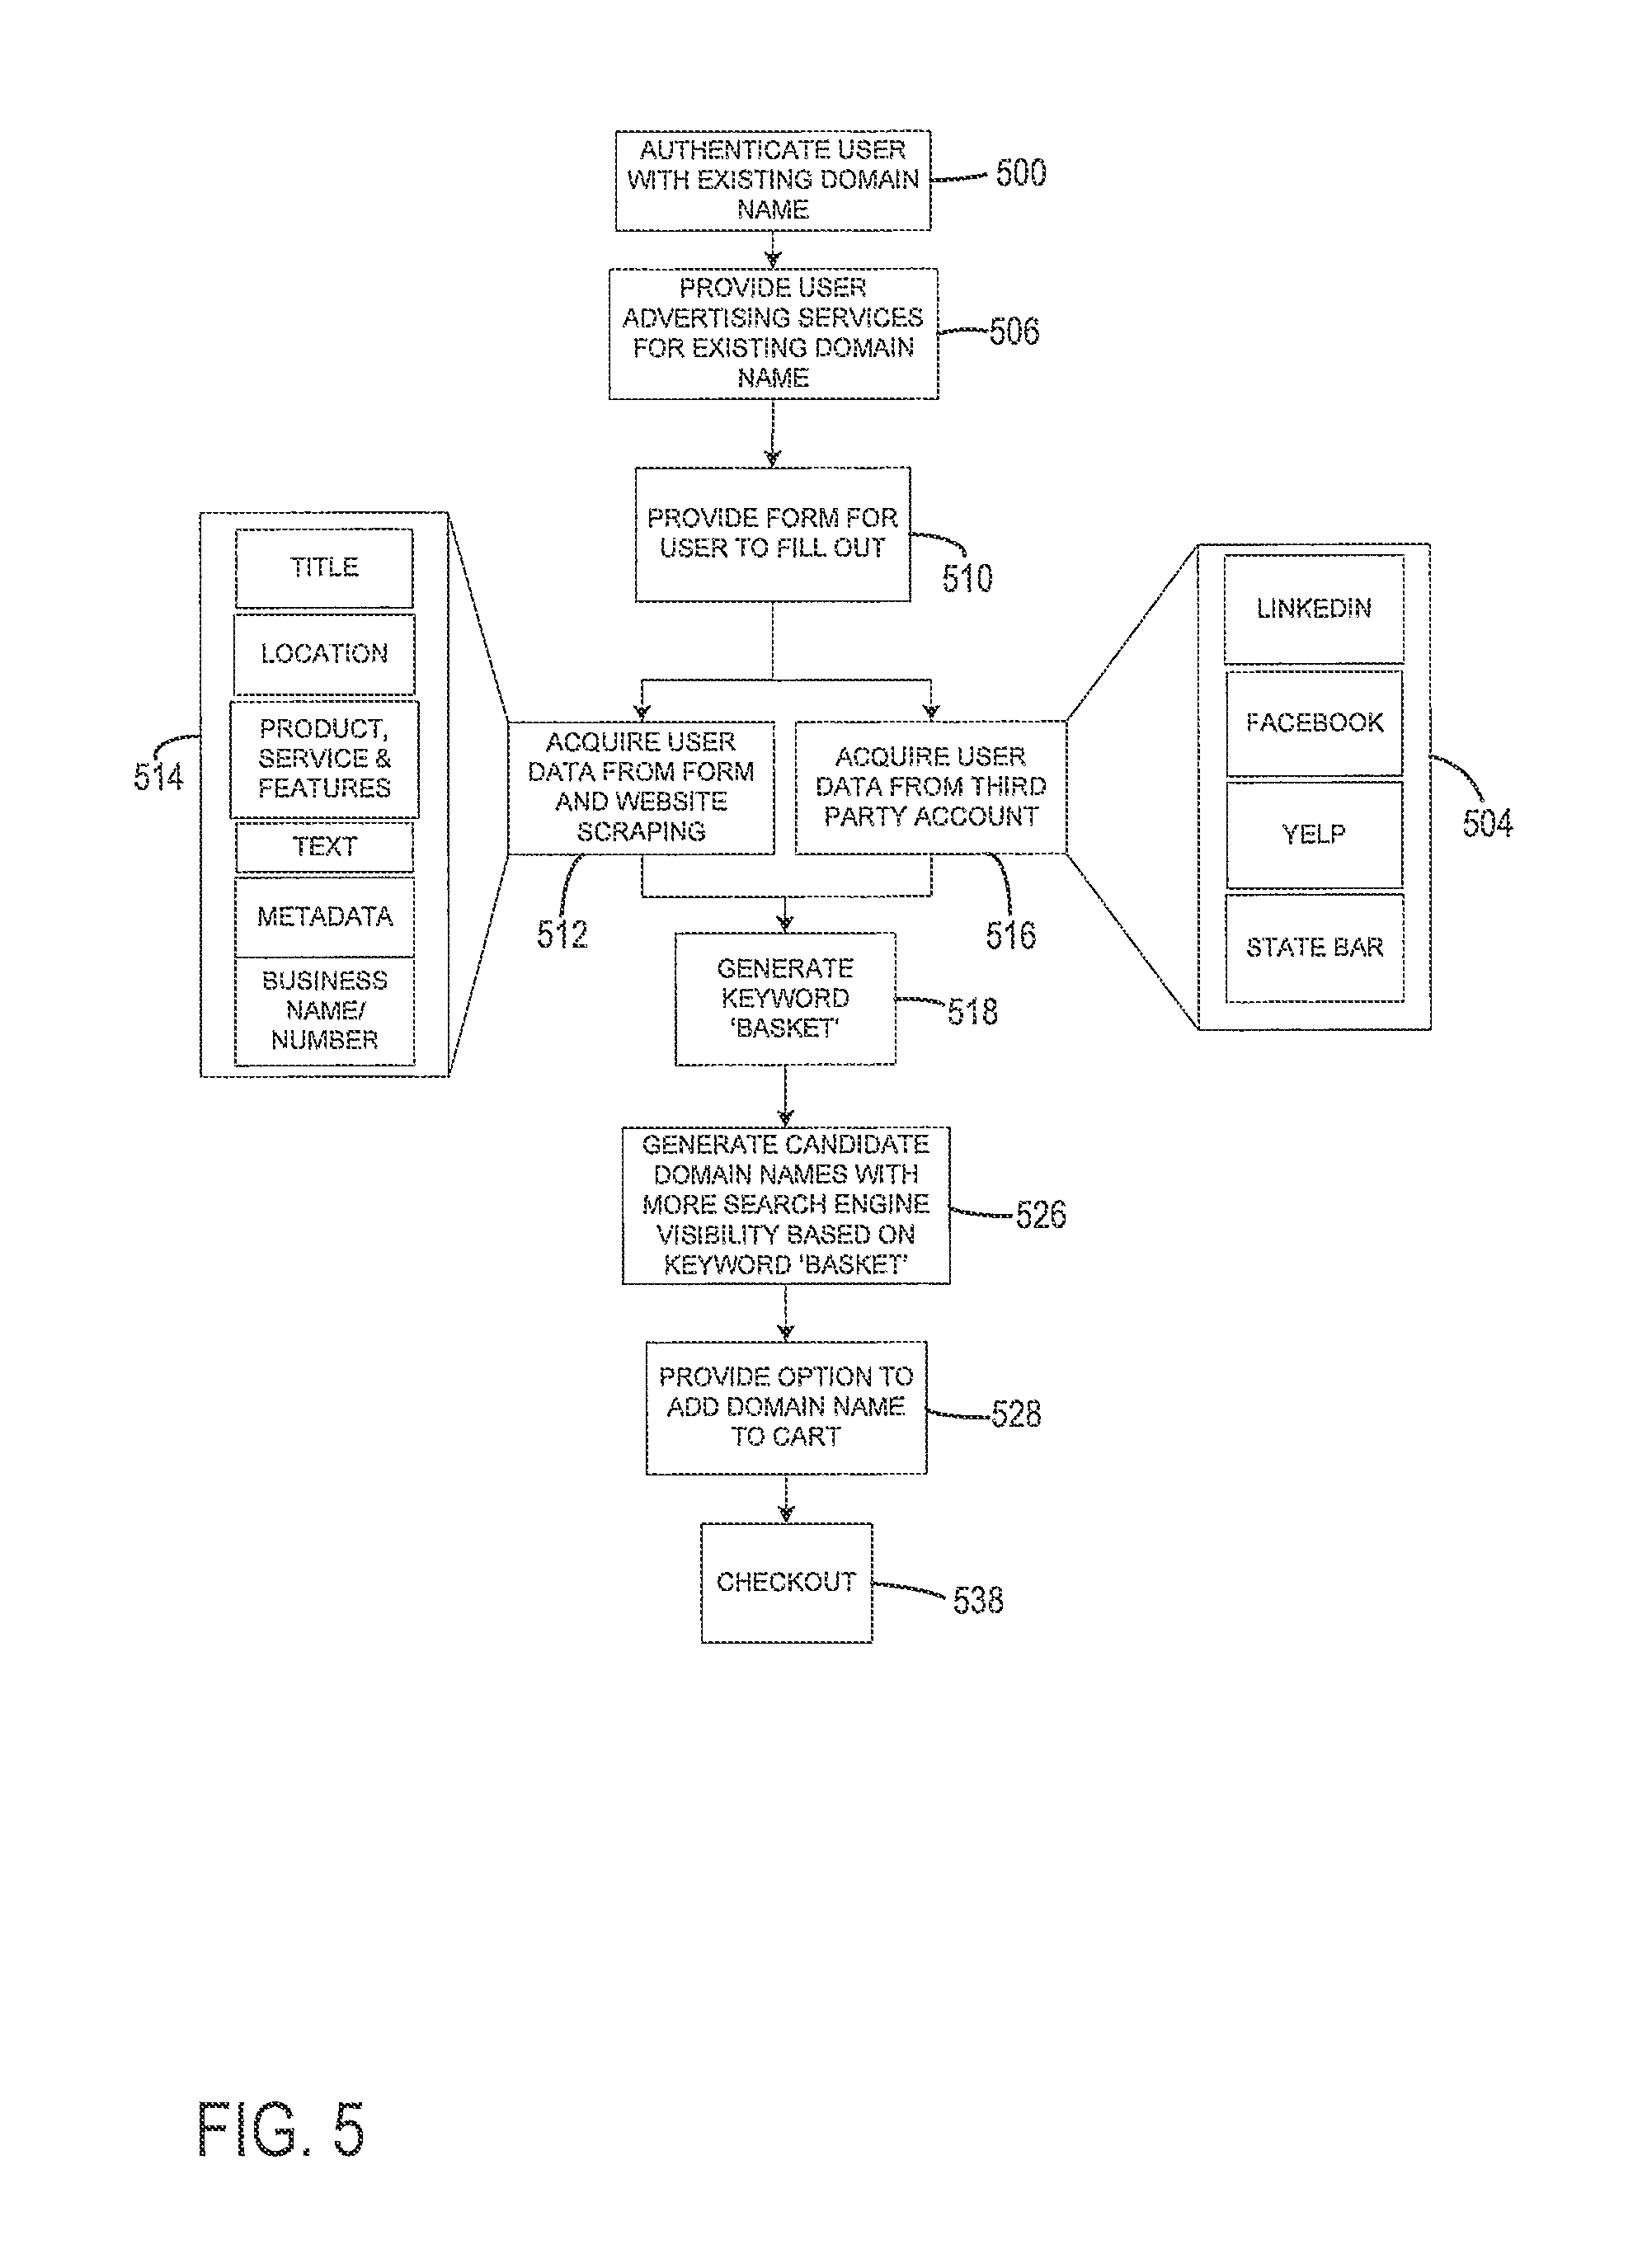 AUTHENTICATE USER
WITH EXISTING DOMAIN
NAME
500
PROVIDE USER
ADVERTISING SERVICES
FOR EXISTING DOMAIN
NAME
506
PROVIDE FORM FOR
USER TO FILL OUT
510
TITLE
LOCATION
PRODUCT,
SERVICE &
FEATURES
TEXT
METADATA
BUSINESS
NAME/
NUMBER
514
ACQUIRE USER
DATA FROM FORM
AND WEBSITE
SCRAPING
512
ACQUIRE USER
DATA FROM THIRD
PARTY ACCOUNT
516
LINKEDIN
FACEBOOK
YELP
STATE BAR
504
GENERATE
KEYWORD
'BASKET'
518
GENERATE CANDIDATE
DOMAIN NAMES WITH
MORE SEARCH ENGINE
VISIBILITY BASED ON
KEYWORD 'BASKET'
526
PROVIDE OPTION TO
ADD DOMAIN NAME
TO CART
528
CHECKOUT
538
FIG. 5